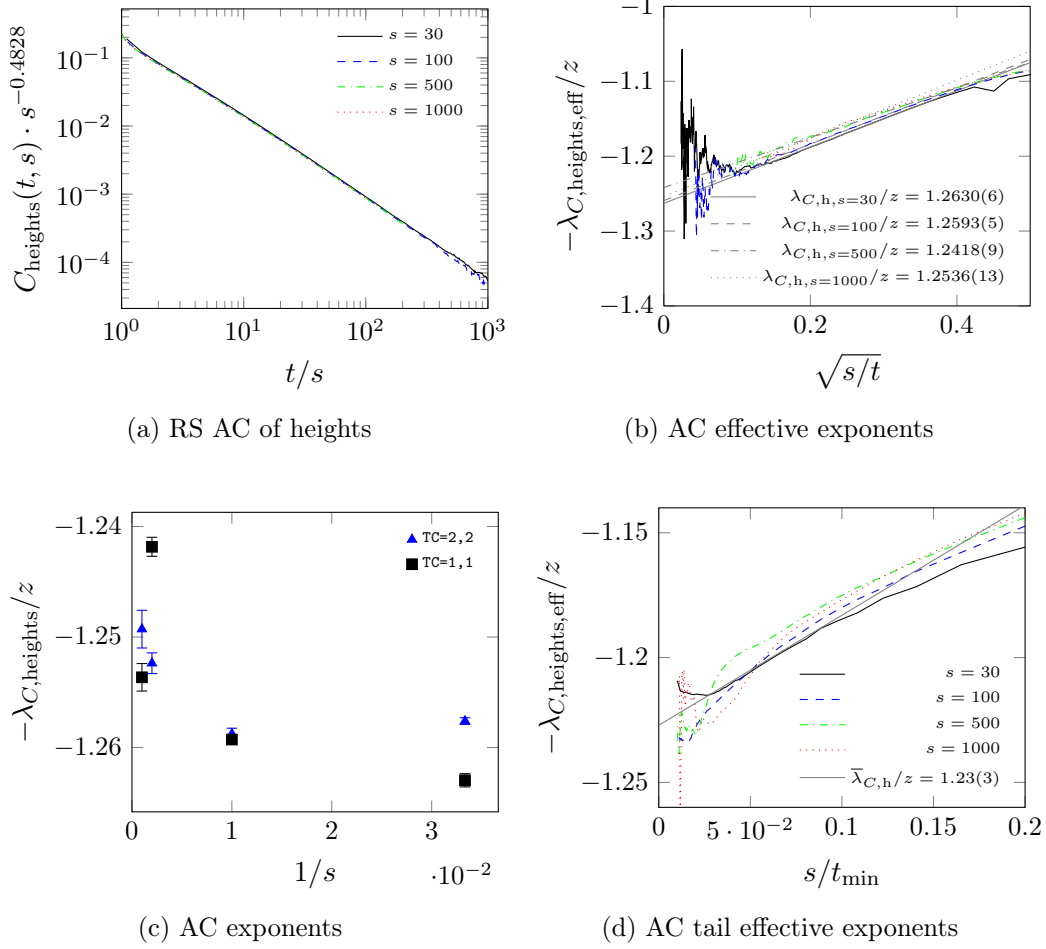 C_heights(t, s) · s^−0.4828
10^−1
10^−2
10^−3
10^−4
10^0
10^1
10^2
10^3
t/s
s = 30
s = 100
s = 500
s = 1000
(a) RS AC of heights
−λ_C,heights,eff/z
−1
−1.1
−1.2
−1.3
−1.4
0
0.2
0.4
√s/t
λ_C,h,s=30/z = 1.2630(6)
λ_C,h,s=100/z = 1.2593(5)
λ_C,h,s=500/z = 1.2418(9)
λ_C,h,s=1000/z = 1.2536(13)
(b) AC effective exponents
−λ_C,heights/z
−1.24
−1.25
−1.26
0
1
2
3
·10^−2
1/s
TC=2,2
TC=1,1
(c) AC exponents
−λ_C,heights,eff/z
−1.15
−1.2
−1.25
0
5 · 10^−2
0.1
0.15
0.2
s/t_min
s = 30
s = 100
s = 500
s = 1000
λ̅_C,h/z = 1.23(3)
(d) AC tail effective exponents